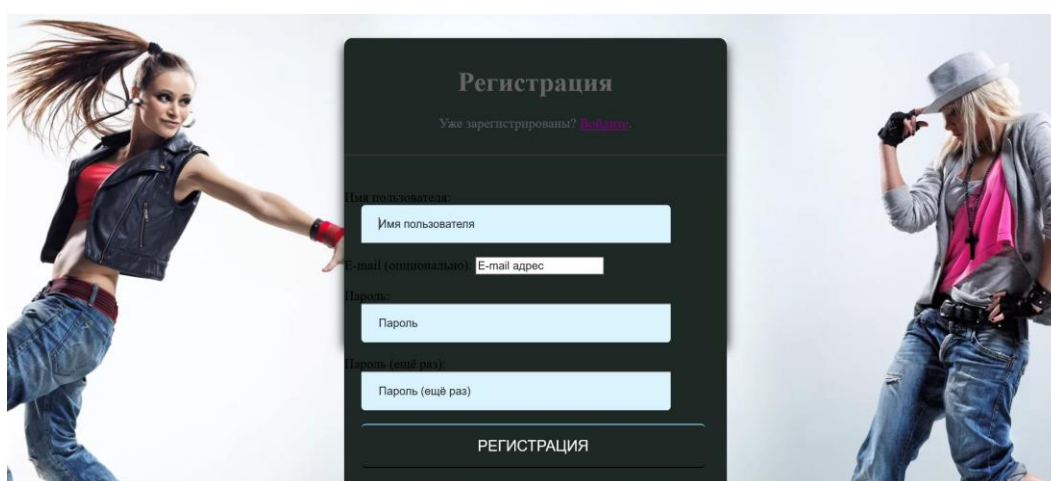 Регистрация
Уже зарегистрированы? Войдите.
Имя пользователя:
Имя пользователя
E-mail (опционально): E-mail адрес
Пароль:
Пароль
Пароль (ещё раз):
Пароль (ещё раз)
РЕГИСТРАЦИЯ